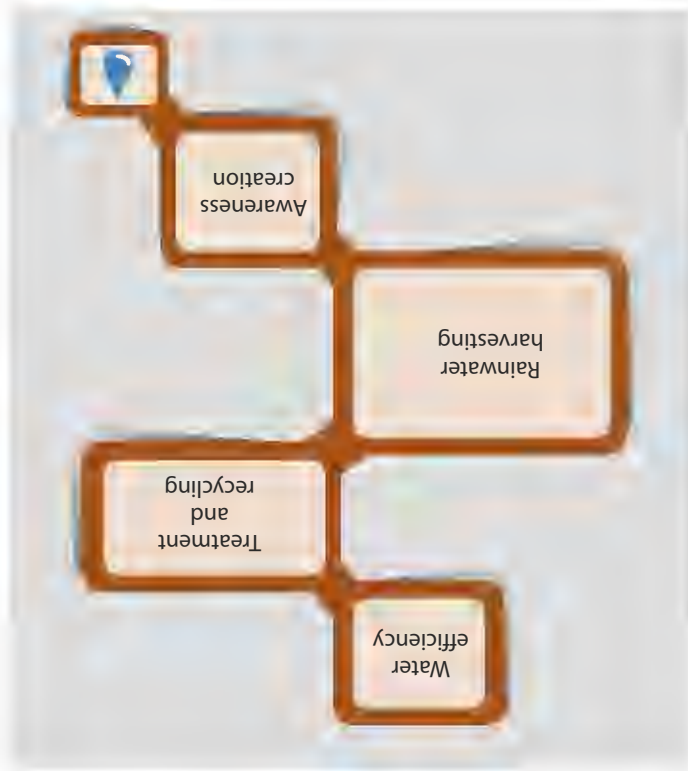 Water
efficiency
Treatment
and
recycling
Rainwater
harvesting
Awareness
creation